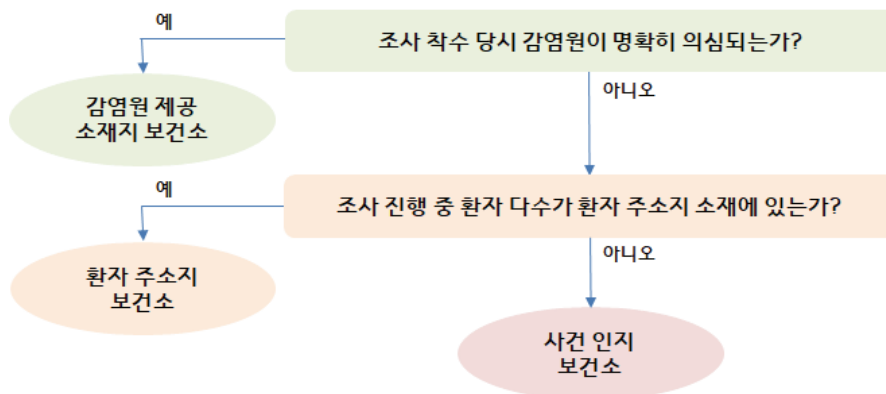 예
조사 착수 당시 감염원이 명확히 의심되는가?
아니오
감염원 제공
소재지 보건소
예
조사 진행 중 환자 다수가 환자 주소지 소재에 있는가?
아니오
환자 주소지
보건소
사건 인지
보건소